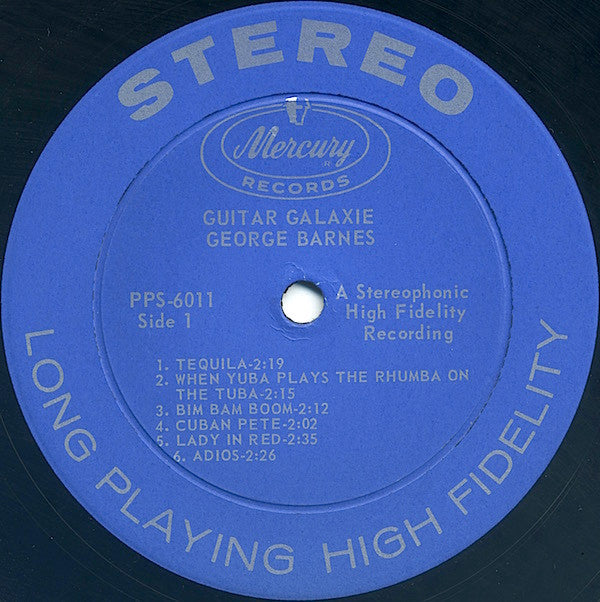 STEREO
Mercury
R
RECORDS
GUITAR GALAXIE
GEORGE BARNES
PPS-6011
Side 1
A Stereophonic
High Fidelity
Recording
1. TEQUILA-2:19
2. WHEN YUBA PLAYS THE RHUMBA ON
THE TUBA-2:15
3. BIM BAM BOOM-2:12
4. CUBAN PETE-2:02
5. LADY IN RED-2:35
6. ADIOS-2:26
LONG PLAYING HIGH FIDELITY